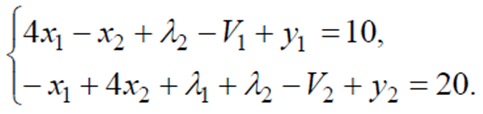 4x₁ − x₂ + λ₂ − V₁ + y₁ = 10,
− x₁ + 4x₂ + λ₁ + λ₂ − V₂ + y₂ = 20.